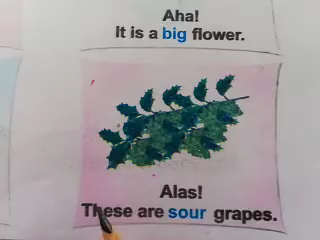 Aha!
It is a big flower.
Alas!
These are sour grapes.